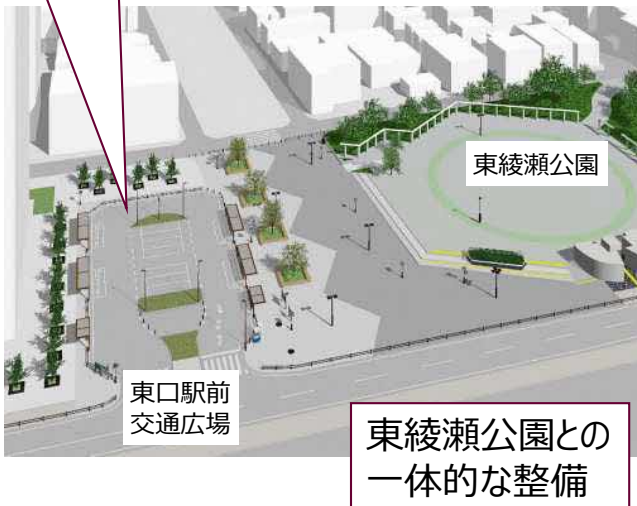 東綾瀬公園
東口駅前
交通広場
東綾瀬公園との
一体的な整備